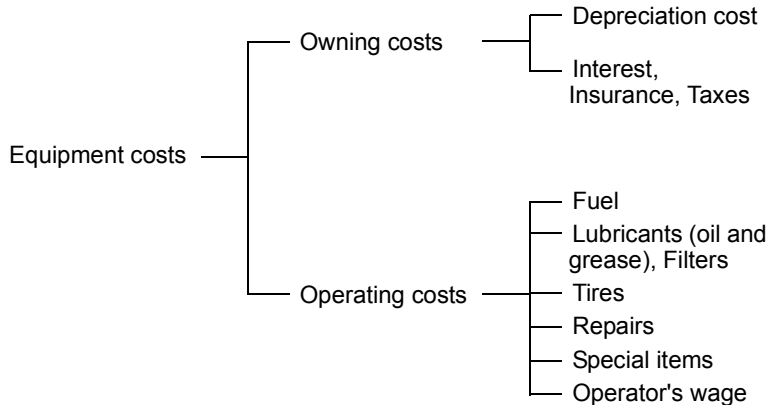 Depreciation cost
Owning costs
Interest,
Insurance, Taxes
Equipment costs
Fuel
Lubricants (oil and
grease), Filters
Operating costs
Tires
Repairs
Special items
Operator's wage